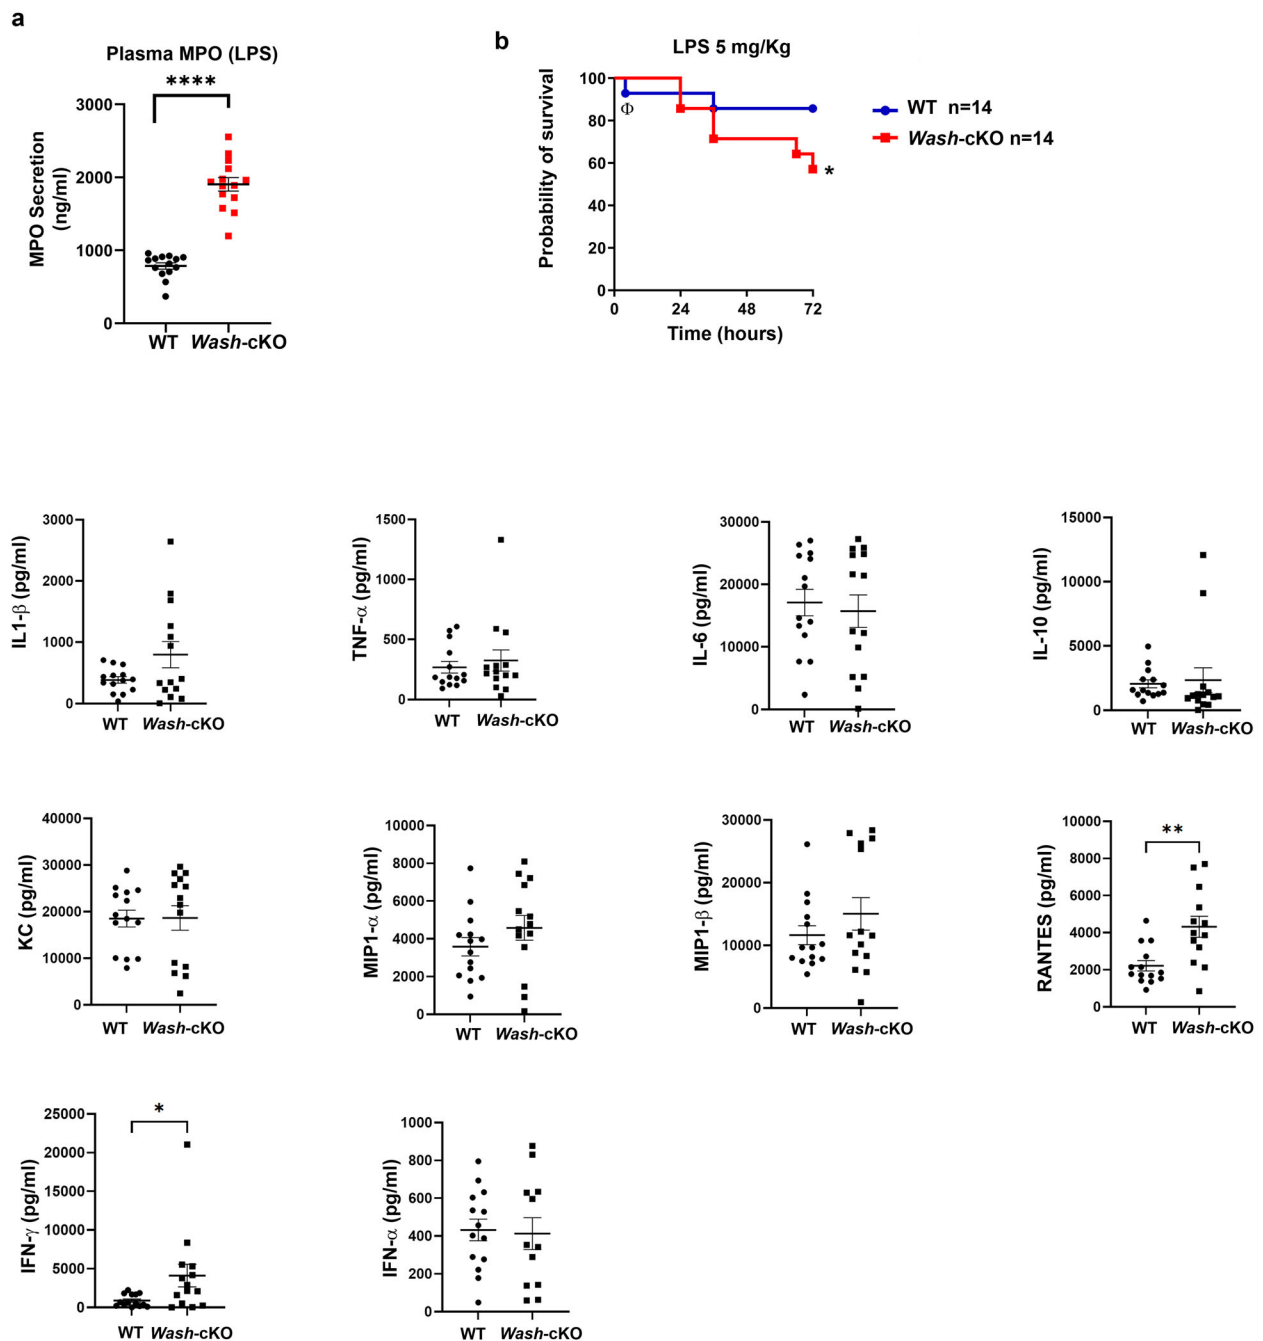 a
Plasma MPO (LPS)
****
MPO Secretion
(ng/ml)
3000
2000
1000
0
WT
Wash-cKO
b
LPS 5 mg/Kg
Probability of survival
100
80
60
40
20
0
Φ
*
0
24
48
72
Time (hours)
WT n=14
Wash-cKO n=14
IL1-β (pg/ml)
3000
2000
1000
0
WT
Wash-cKO
TNF-α (pg/ml)
1500
1000
500
0
WT
Wash-cKO
IL-6 (pg/ml)
30000
20000
10000
0
WT
Wash-cKO
IL-10 (pg/ml)
15000
10000
5000
0
WT
Wash-cKO
KC (pg/ml)
40000
30000
20000
10000
0
WT
Wash-cKO
MIP1-α (pg/ml)
10000
8000
6000
4000
2000
0
WT
Wash-cKO
MIP1-β (pg/ml)
30000
20000
10000
0
WT
Wash-cKO
RANTES (pg/ml)
10000
8000
6000
4000
2000
0
**
WT
Wash-cKO
IFN-γ (pg/ml)
25000
20000
15000
10000
5000
0
*
WT
Wash-cKO
IFN-α (pg/ml)
1000
800
600
400
200
0
WT
Wash-cKO